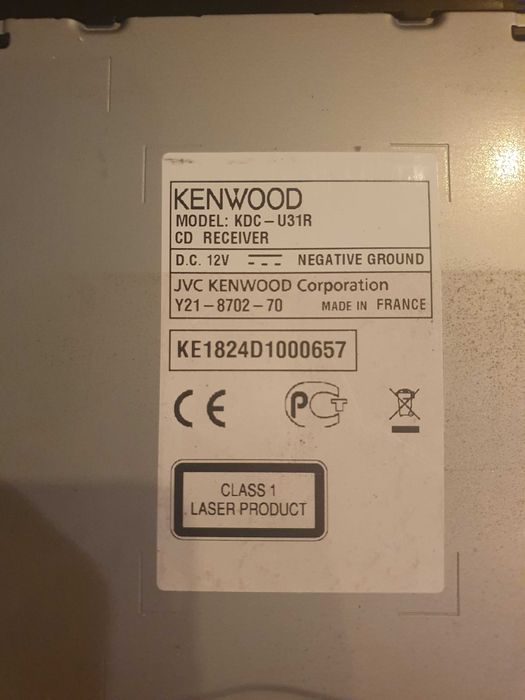 KENWOOD
MODEL: KDC-U31R
CD RECEIVER
D.C. 12V NEGATIVE GROUND
JVC KENWOOD Corporation
Y21-8702-70 MADE IN FRANCE
KE1824D1000657
CE
PCT
CLASS 1
LASER PRODUCT